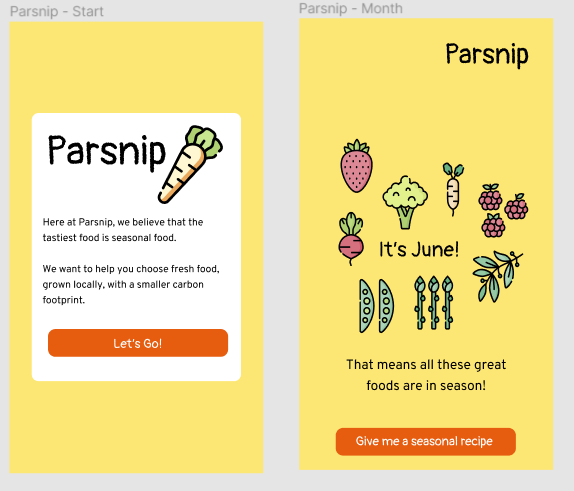 Parsnip - Start
Parsnip
Here at Parsnip, we believe that the
tastiest food is seasonal food.
We want to help you choose fresh food,
grown locally, with a smaller carbon
footprint.
Let's Go!
Parsnip - Month
Parsnip
It's June!
That means all these great
foods are in season!
Give me a seasonal recipe